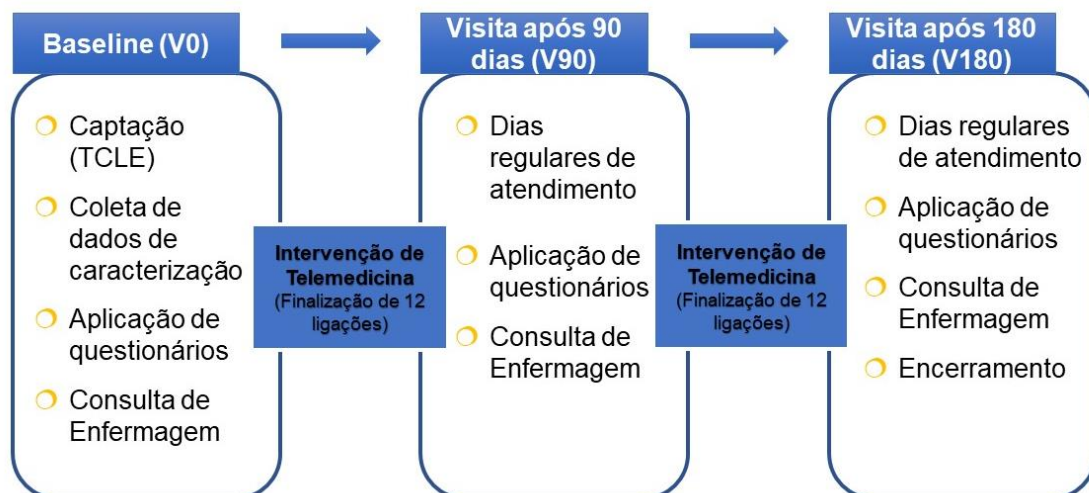 Baseline (V0)
Captação
(TCLE)
Coleta de
dados de
caracterização
Aplicação de
questionários
Consulta de
Enfermagem
Intervenção de
Telemedicina
(Finalização de 12
ligações)
Visita após 90
dias (V90)
Dias
regulares de
atendimento
Aplicação de
questionários
Consulta de
Enfermagem
Intervenção de
Telemedicina
(Finalização de 12
ligações)
Visita após 180
dias (V180)
Dias regulares
de atendimento
Aplicação de
questionários
Consulta de
Enfermagem
Encerramento